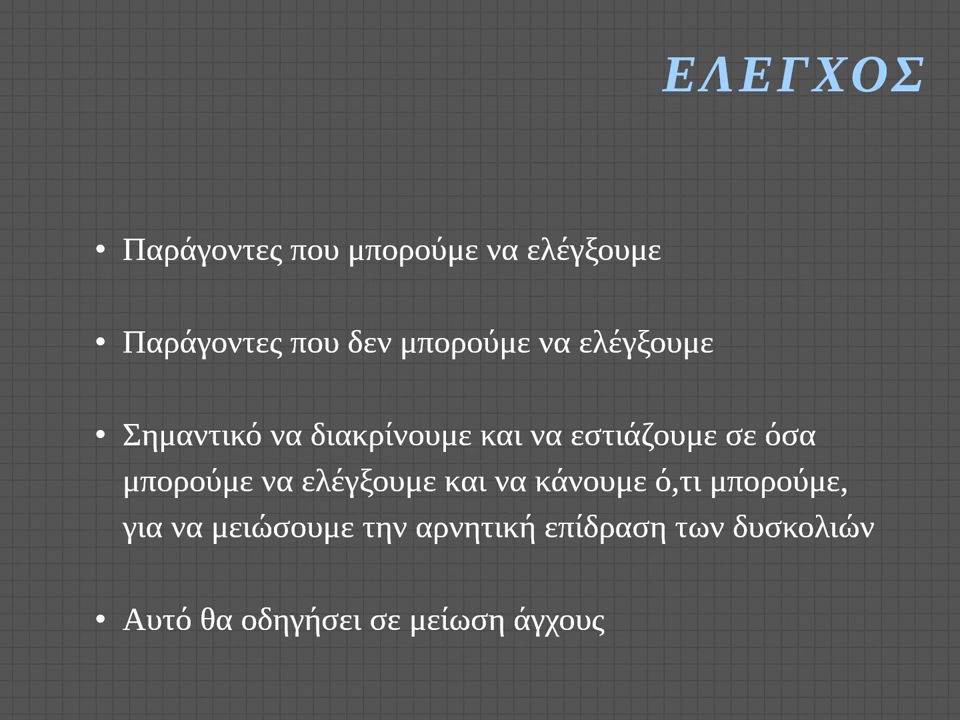 ΕΛΕΓΧΟΣ
• Παράγοντες που μπορούμε να ελέγξουμε
• Παράγοντες που δεν μπορούμε να ελέγξουμε
• Σημαντικό να διακρίνουμε και να εστιάζουμε σε όσα
μπορούμε να ελέγξουμε και να κάνουμε ό,τι μπορούμε,
για να μειώσουμε την αρνητική επίδραση των δυσκολιών
• Αυτό θα οδηγήσει σε μείωση άγχους